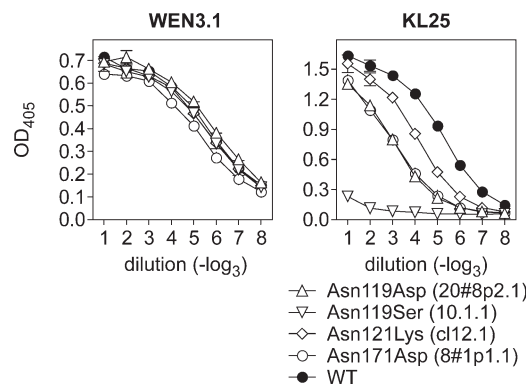 WEN3.1 KL25
OD405
0.7 0.6 0.5 0.4 0.3 0.2 0.1 0.0
1.5 1.2 0.9 0.6 0.3 0.0
1 2 3 4 5 6 7 8 1 2 3 4 5 6 7 8
dilution (-log3) dilution (-log3)
Asn119Asp (20#8p2.1)
Asn119Ser (10.1.1)
Asn121Lys (cl12.1)
Asn171Asp (8#1p1.1)
WT